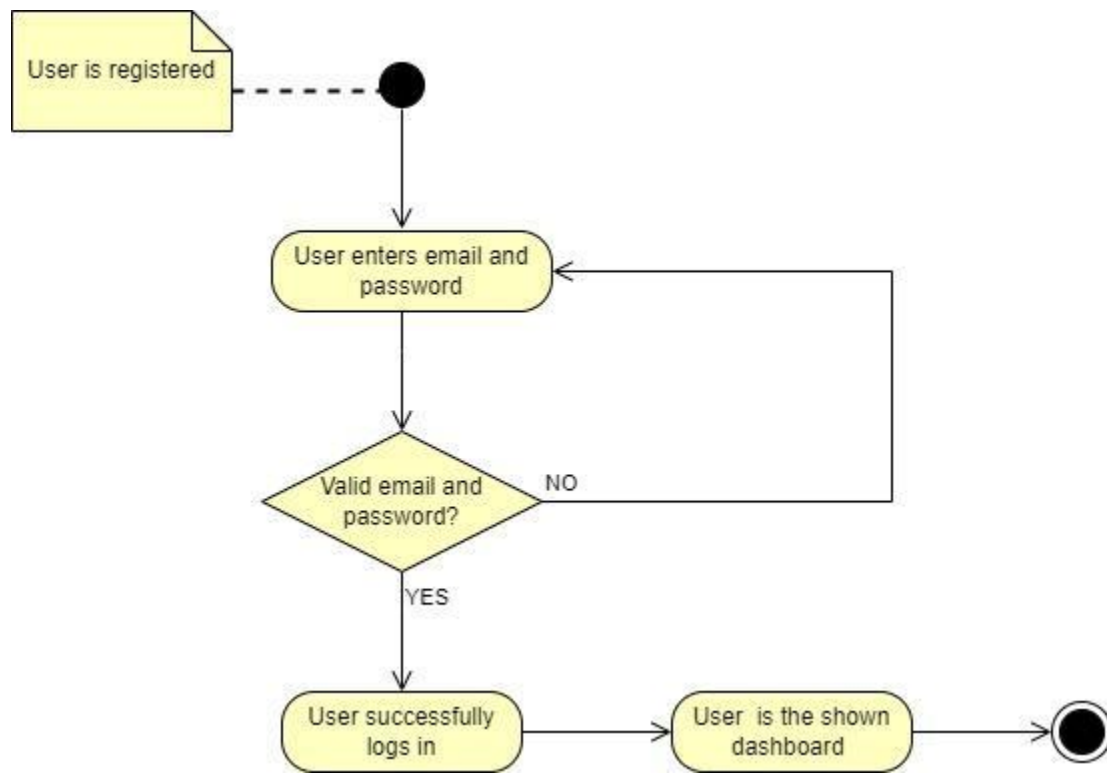 User is registered
User enters email and
password
Valid email and
password?
NO
YES
User successfully
logs in
User is the shown
dashboard